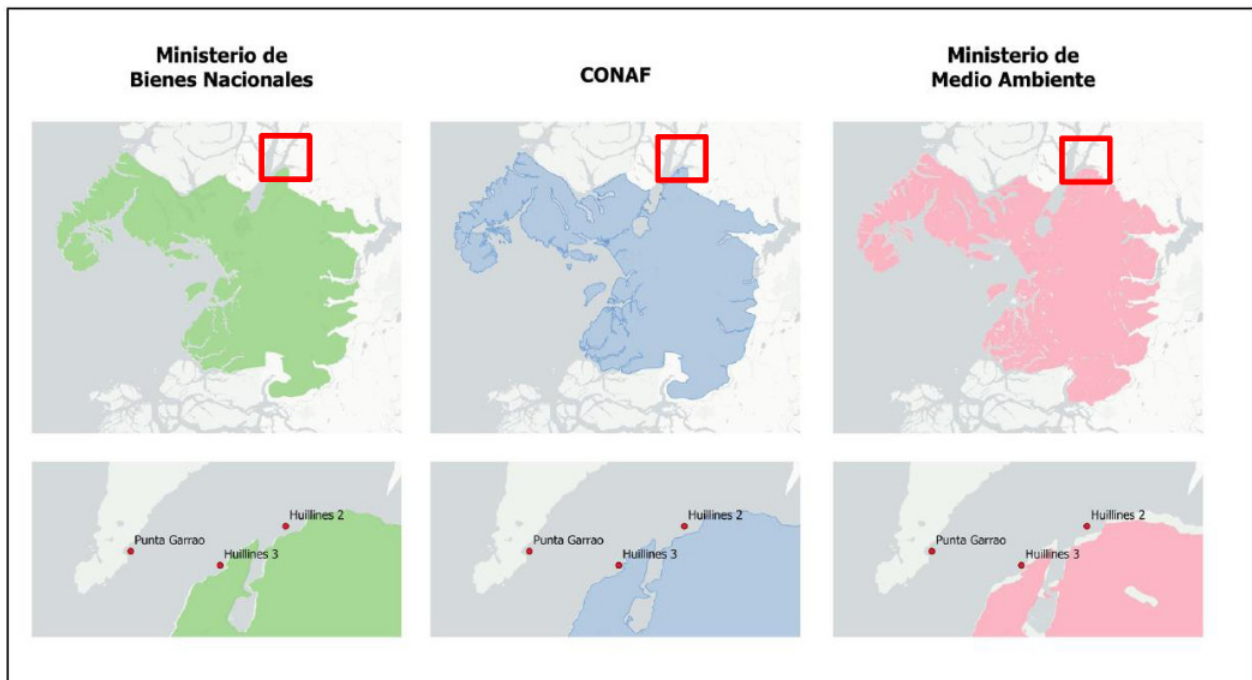 Ministerio de
Bienes Nacionales
CONAF
Ministerio de
Medio Ambiente
Huillines 2
Punta Garrao
Huillines 3
Huillines 2
Punta Garrao
Huillines 3
Huillines 2
Punta Garrao
Huillines 3